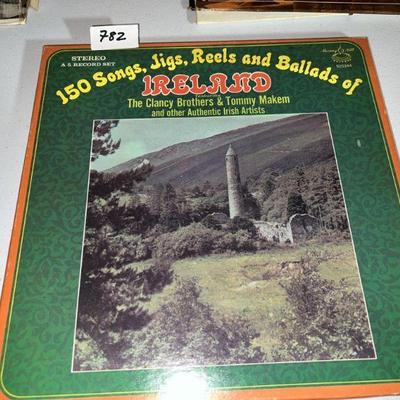 782
STEREO
A 5 RECORD SET
150 Songs, Jigs, Reels and Ballads of
IRELAND
featuring
The Clancy Brothers & Tommy Makem
and other Authentic Irish Artists